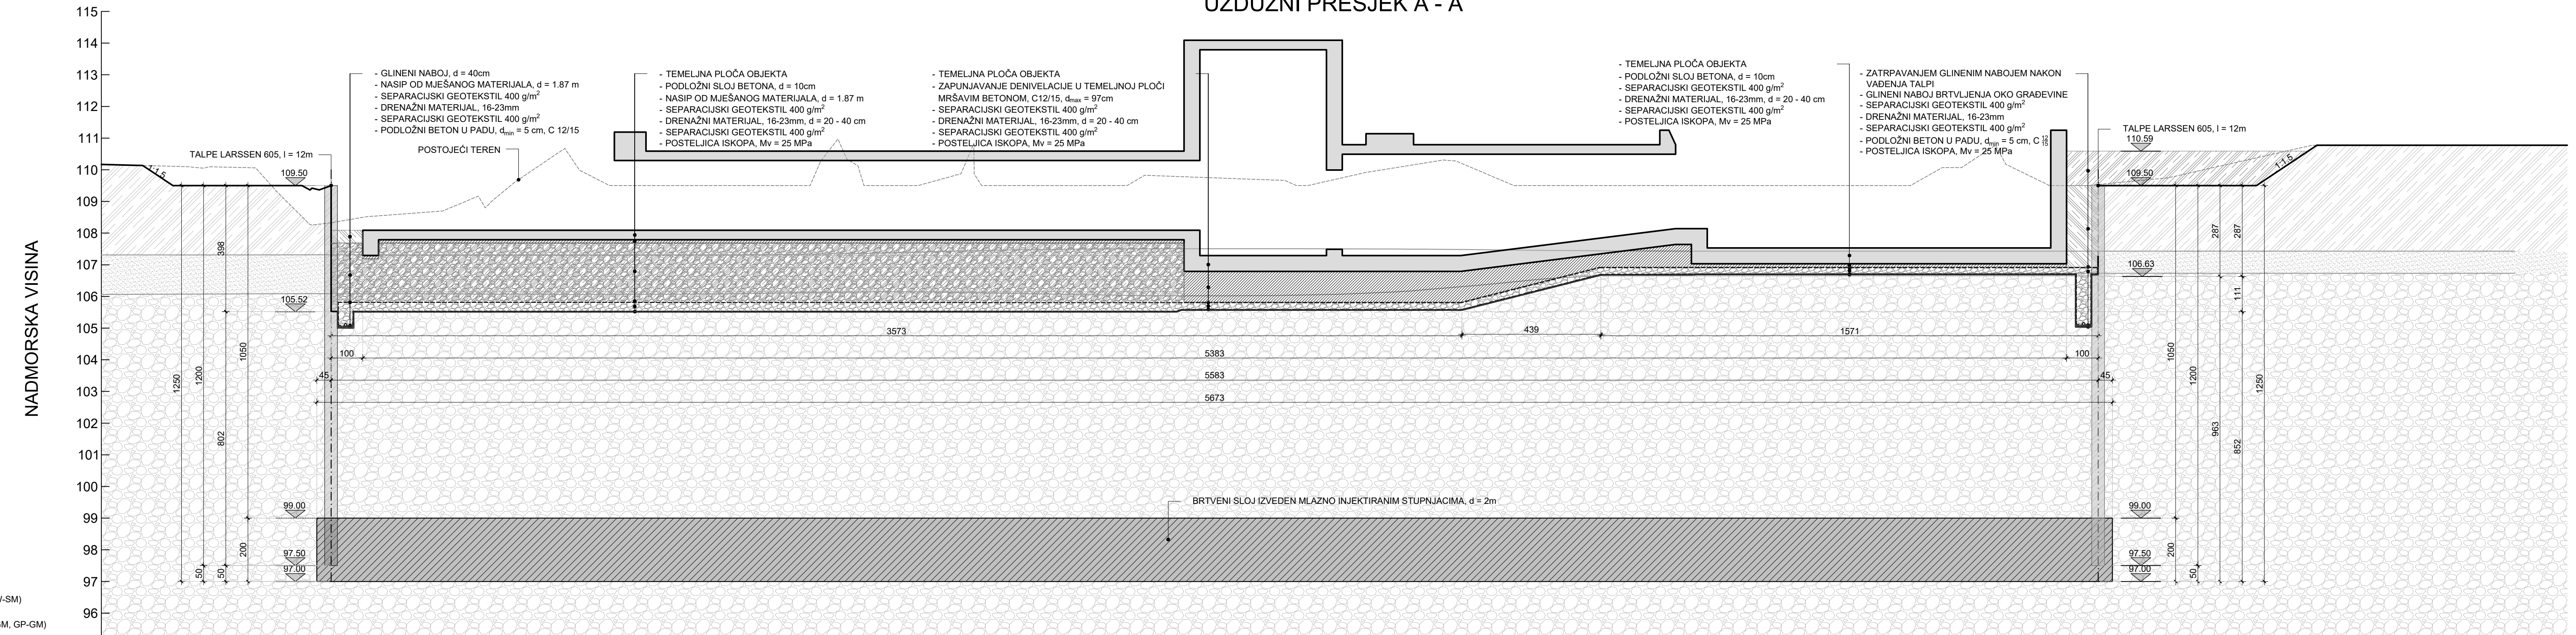 UZDUŽNI PRESJEK A - A
NADMORSKA VISINA
115
114
113
112
111
110
109
108
107
106
105
104
103
102
101
100
99
98
97
96
- GLINENI NABOJ, d = 40cm
- NASIP OD MJEŠANOG MATERIJALA, d = 1.87 m
- SEPARACIJSKI GEOTEKSTIL 400 g/m²
- DRENAŽNI MATERIJAL, 16-23mm
- SEPARACIJSKI GEOTEKSTIL 400 g/m²
- PODLOŽNI BETON U PADU, dmin = 5 cm, C 12/15
TALPE LARSSEN 605, l = 12m
POSTOJEĆI TEREN
- TEMELJNA PLOČA OBJEKTA
- PODLOŽNI SLOJ BETONA, d = 10cm
- NASIP OD MJEŠANOG MATERIJALA, d = 1.87 m
- SEPARACIJSKI GEOTEKSTIL 400 g/m²
- DRENAŽNI MATERIJAL, 16-23mm, d = 20 - 40 cm
- SEPARACIJSKI GEOTEKSTIL 400 g/m²
- POSTELJICA ISKOPA, Mv = 25 MPa
- TEMELJNA PLOČA OBJEKTA
- ZAPUNJAVANJE DENIVELACIJE U TEMELJNOJ PLOČI
MRŠAVIM BETONOM, C12/15, dmax = 97cm
- SEPARACIJSKI GEOTEKSTIL 400 g/m²
- DRENAŽNI MATERIJAL, 16-23mm, d = 20 - 40 cm
- SEPARACIJSKI GEOTEKSTIL 400 g/m²
- POSTELJICA ISKOPA, Mv = 25 MPa
- TEMELJNA PLOČA OBJEKTA
- PODLOŽNI SLOJ BETONA, d = 10cm
- SEPARACIJSKI GEOTEKSTIL 400 g/m²
- DRENAŽNI MATERIJAL, 16-23mm, d = 20 - 40 cm
- SEPARACIJSKI GEOTEKSTIL 400 g/m²
- POSTELJICA ISKOPA, Mv = 25 MPa
- ZATRPAVANJEM GLINENIM NABOJEM NAKON
VAĐENJA TALPI
- GLINENI NABOJ BRTVLJENJA OKO GRAĐEVINE
- SEPARACIJSKI GEOTEKSTIL 400 g/m²
- DRENAŽNI MATERIJAL, 16-23mm
- SEPARACIJSKI GEOTEKSTIL 400 g/m²
- PODLOŽNI BETON U PADU, dmin = 5 cm, C
- POSTELJICA ISKOPA, Mv = 25 MPa
TALPE LARSSEN 605, l = 12m
1:1.5
109.50
105.52
99.00
97.50
97.00
1250
1200
398
802
1050
200
50
50
110.59
109.50
106.63
99.00
97.50
97.00
1:1.5
287
287
111
1050
1200
963
852
1250
200
50
3573
439
1571
100
5383
100
45
5583
45
5673
BRTVENI SLOJ IZVEDEN MLAZNO INJEKTIRANIM STUPNJACIMA, d = 2m
-SM)
GP-GM)